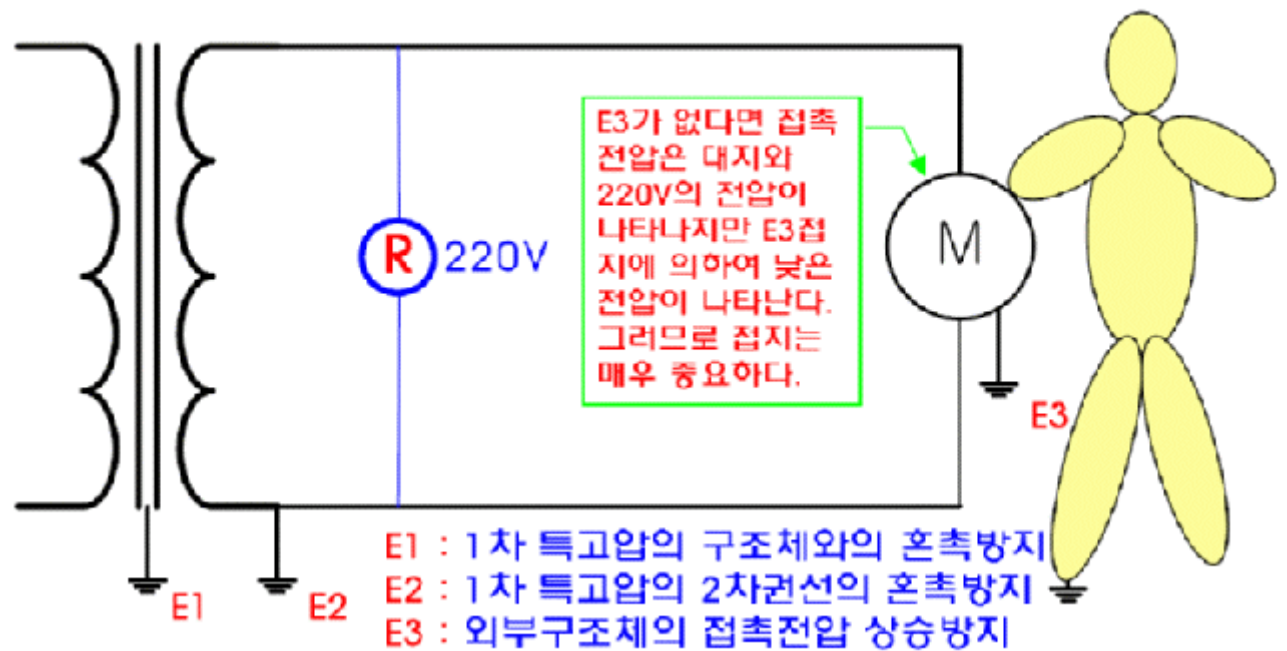 E3가 없다면 접촉
전압은 대지와
220V의 전압이
나타나지만 E3접
지에 의하여 낮은
전압이 나타난다.
그러므로 접지는
매우 중요하다.
R 220V
M
E3
E1 : 1차 특고압의 구조체와의 혼촉방지
E1
E2
E2 : 1차 특고압의 2차권선의 혼촉방지
E3 : 외부구조체의 접촉전압 상승방지